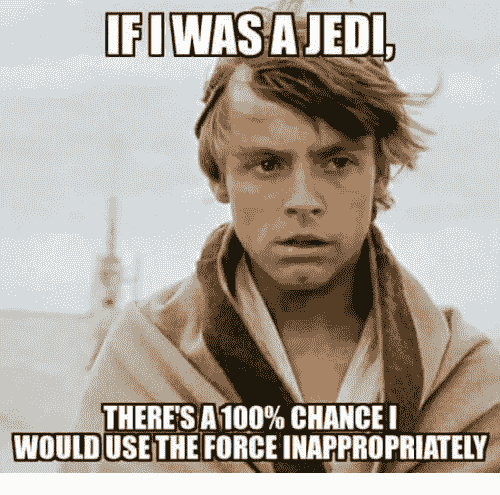 IF I WAS A JEDI,
THERE'S A 100% CHANCE I
WOULD USE THE FORCE INAPPROPRIATELY